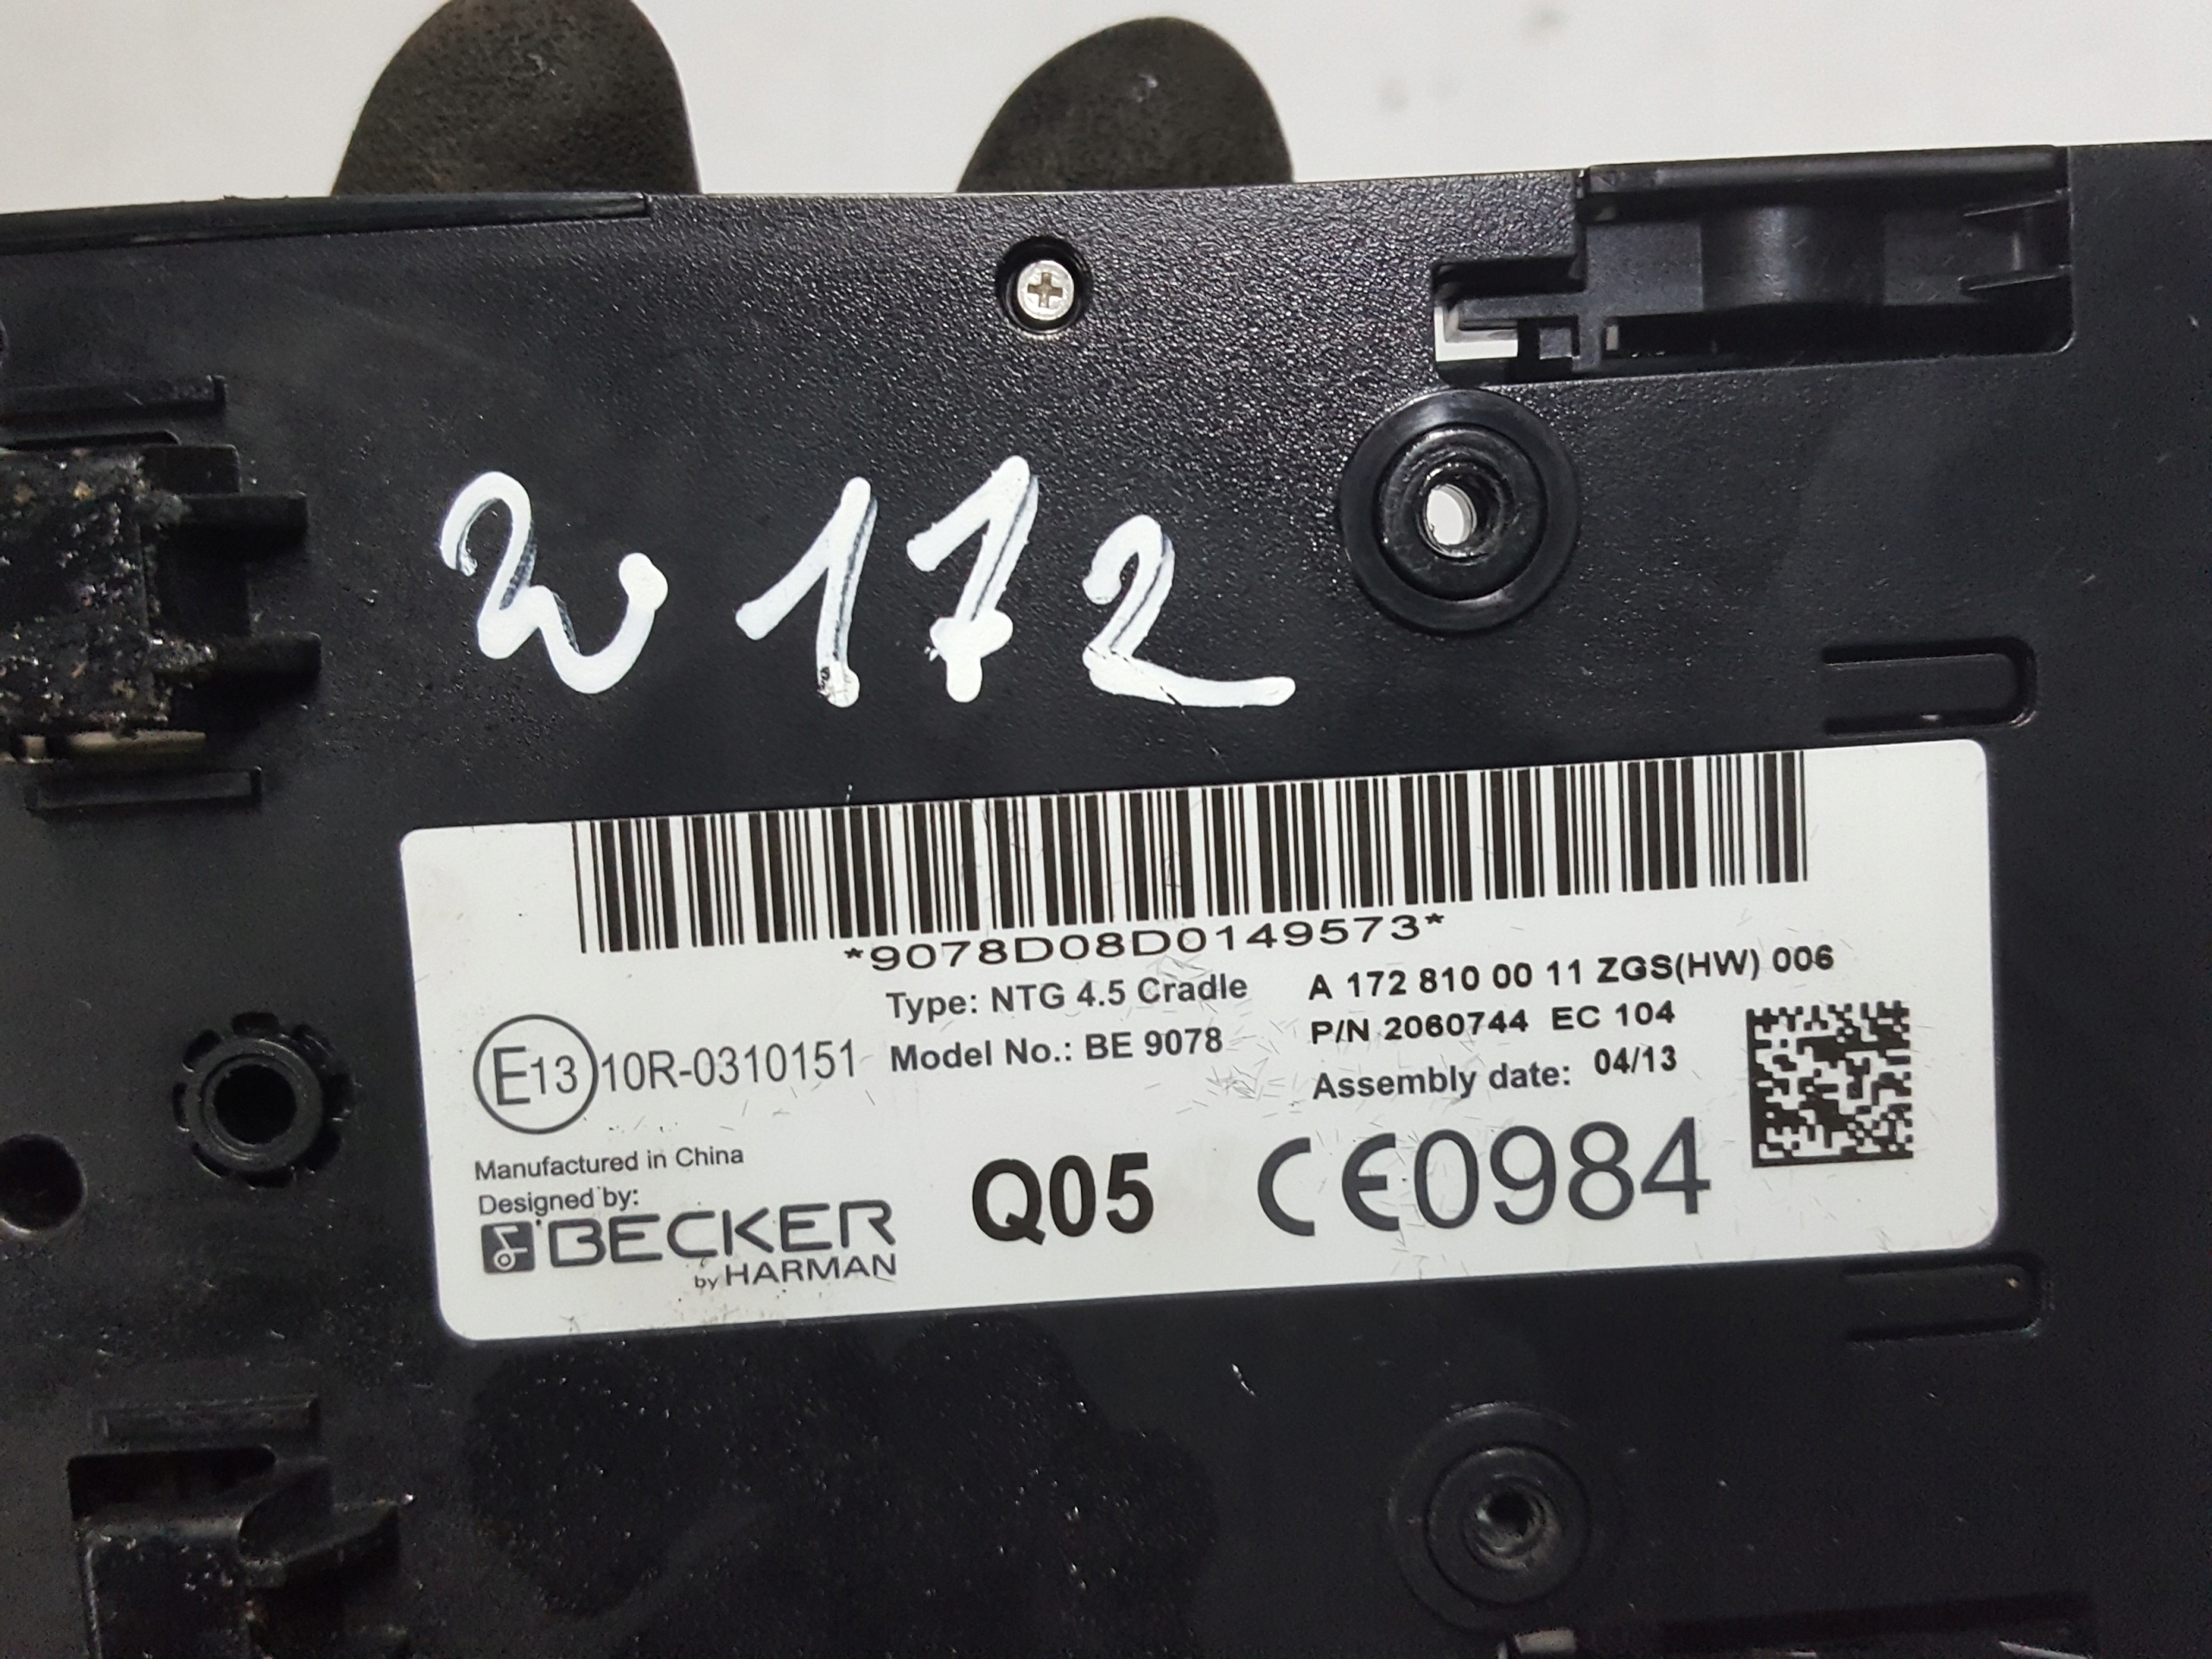 W 172
*9078D08D0149573*
Type: NTG 4.5 Cradle
A 172 810 00 11 ZGS(HW) 006
E13 10R-0310151
Model No.: BE 9078
P/N 2060744 EC 104
Assembly date: 04/13
Manufactured in China
Designed by:
BECKER
by HARMAN
Q05
CE0984